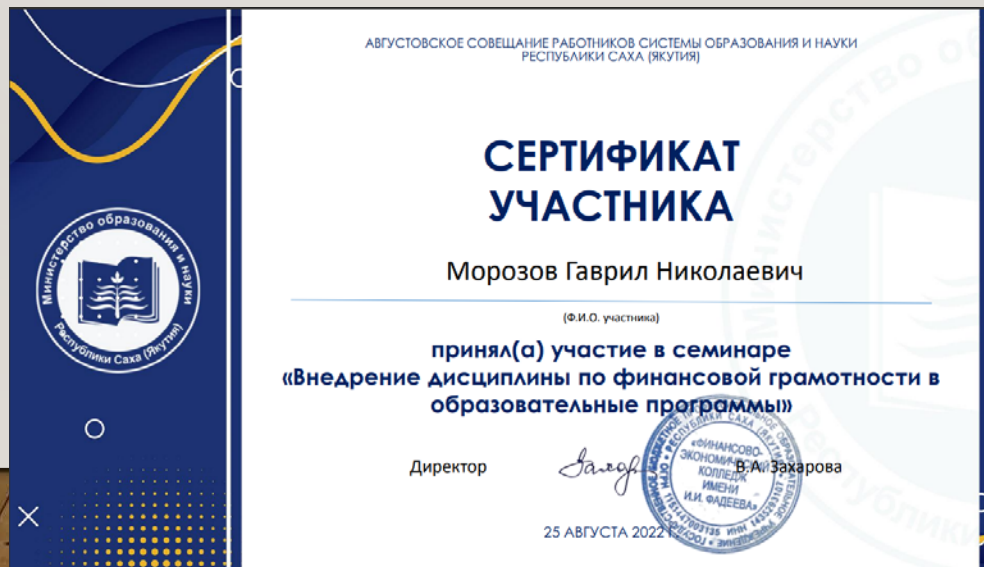 АВГУСТОВСКОЕ СОВЕЩАНИЕ РАБОТНИКОВ СИСТЕМЫ ОБРАЗОВАНИЯ И НАУКИ
РЕСПУБЛИКИ САХА (ЯКУТИЯ)
СЕРТИФИКАТ
УЧАСТНИКА
Морозов Гаврил Николаевич
(Ф.И.О. участника)
принял(а) участие в семинаре
«Внедрение дисциплины по финансовой грамотности в
образовательные программы»
Директор
В.А. Захарова
25 АВГУСТА 2022
Министерство образования и науки
Республики Саха (Якутия)
«ФИНАНСОВО-
ЭКОНОМИЧЕСКИЙ
КОЛЛЕДЖ
ИМЕНИ
И.И. ФАДЕЕВА»